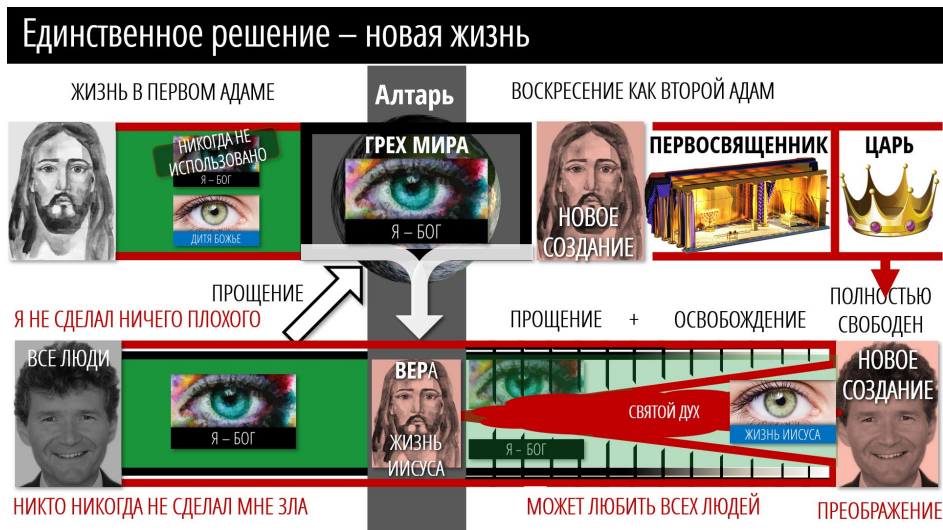 Единственное решение – новая жизнь
ЖИЗНЬ В ПЕРВОМ АДАМЕ
Алтарь
ВОСКРЕСЕНИЕ КАК ВТОРОЙ АДАМ
НИКОГДА НЕ
ИСПОЛЬЗОВАНО
Я – БОГ
ДИТЯ БОЖЬЕ
ГРЕХ МИРА
Я – БОГ
НОВОЕ
СОЗДАНИЕ
ПЕРВОСВЯЩЕННИК
ЦАРЬ
ПРОЩЕНИЕ
Я НЕ СДЕЛАЛ НИЧЕГО ПЛОХОГО
ПРОЩЕНИЕ + ОСВОБОЖДЕНИЕ
ПОЛНОСТЬЮ
СВОБОДЕН
ВСЕ ЛЮДИ
Я – БОГ
ВЕРА
ЖИЗНЬ
ИИСУСА
Я – БОГ
СВЯТОЙ ДУХ
ЖИЗНЬ ИИСУСА
НОВОЕ
СОЗДАНИЕ
НИКТО НИКОГДА НЕ СДЕЛАЛ МНЕ ЗЛА
МОЖЕТ ЛЮБИТЬ ВСЕХ ЛЮДЕЙ
ПРЕОБРАЖЕНИЕ